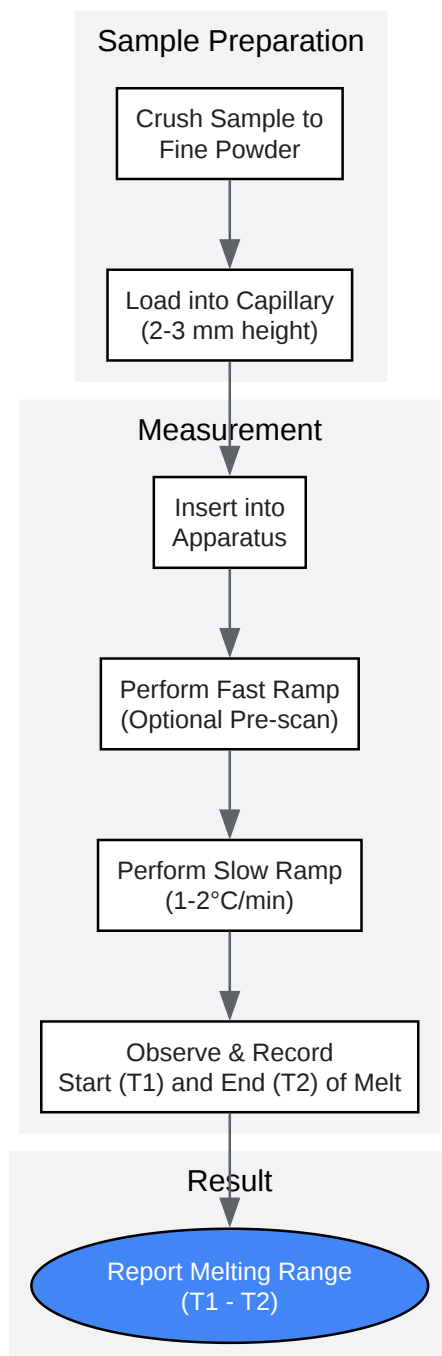 Sample Preparation
Crush Sample to
Fine Powder
Load into Capillary
(2-3 mm height)
Measurement
Insert into
Apparatus
Perform Fast Ramp
(Optional Pre-scan)
Perform Slow Ramp
(1-2°C/min)
Observe & Record
Start (T1) and End (T2) of Melt
Result
Report Melting Range
(T1 - T2)